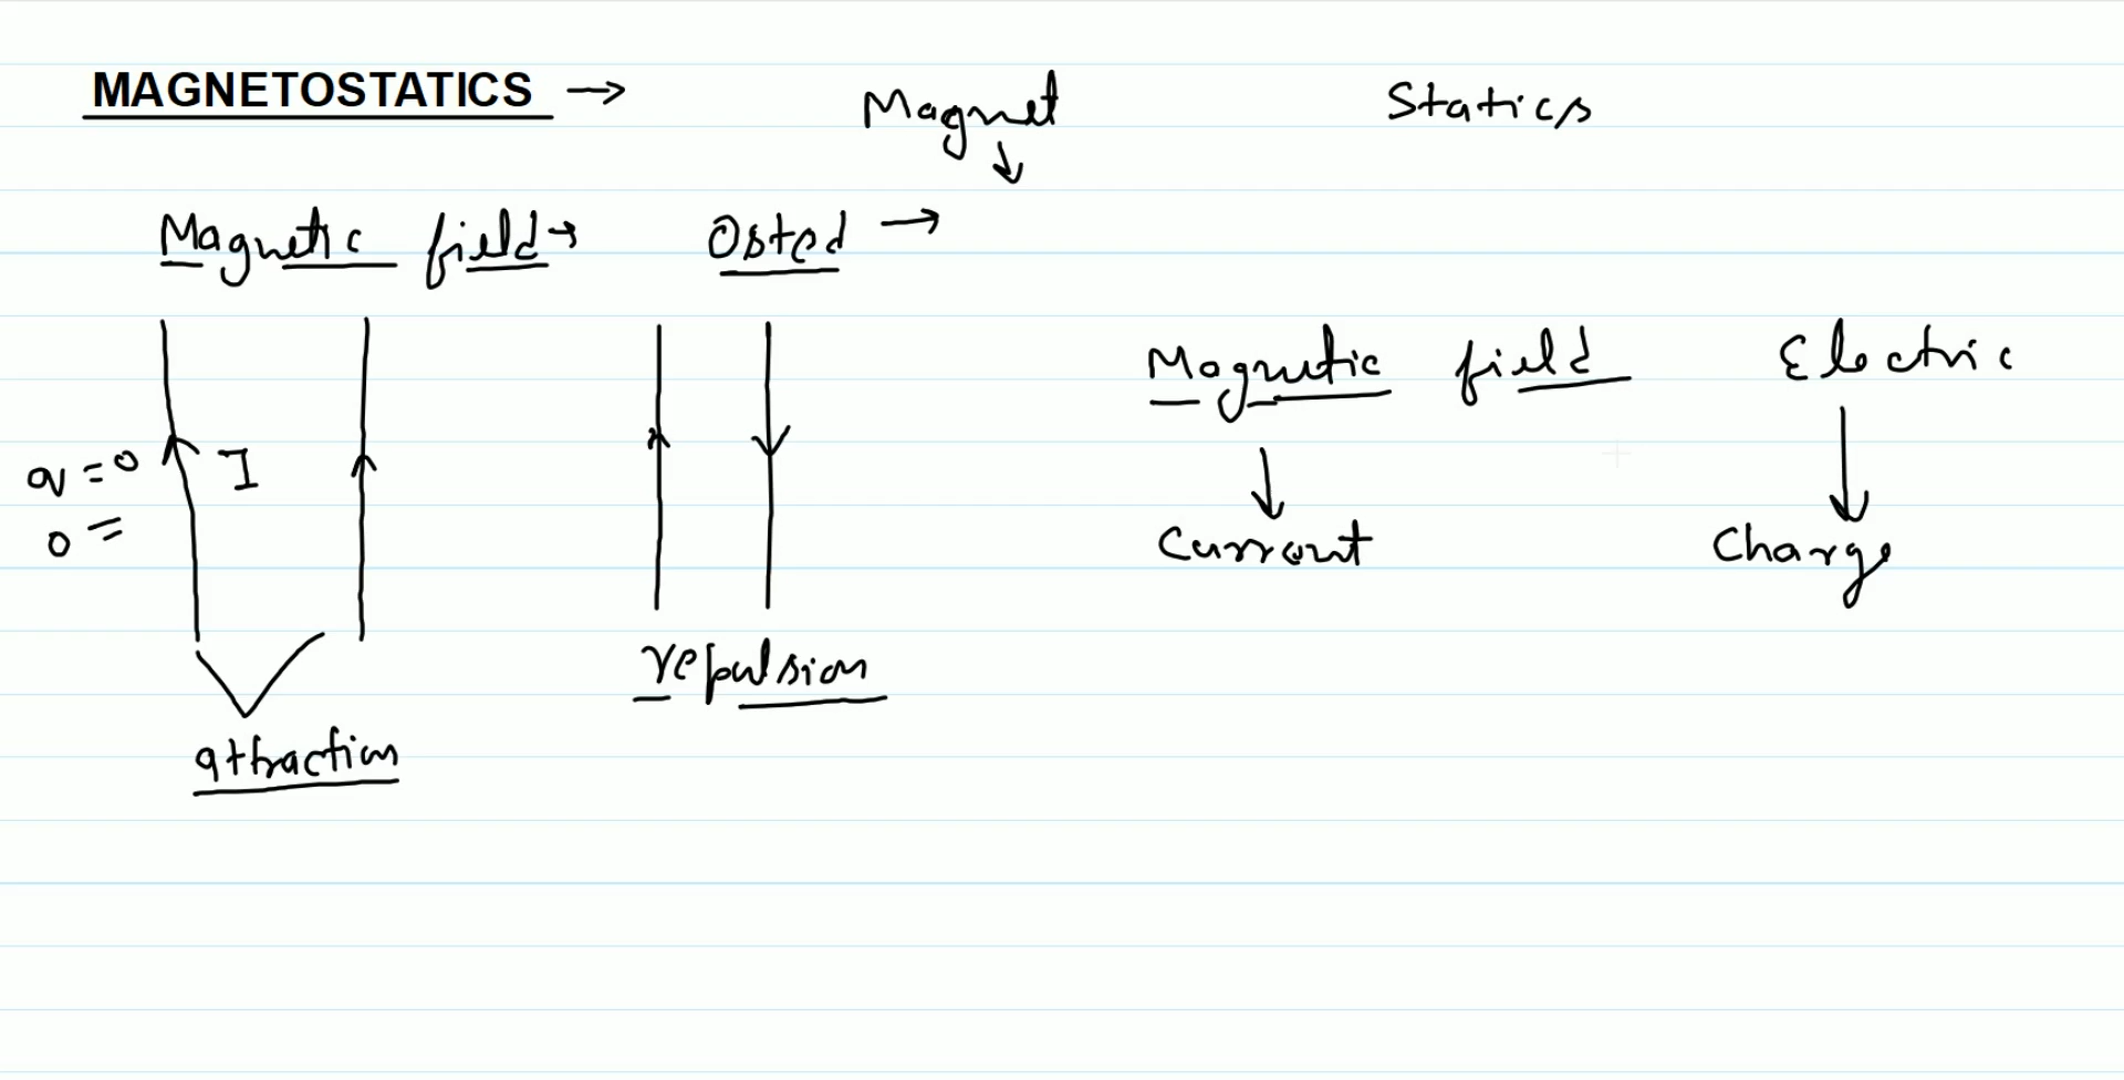 MAGNETOSTATICS → Magnet Statics
↓
Magnetic field → Osted →
Magnetic field Electric
q = 0 I
0 =
↓ ↓
Current Charge
repulsion
attraction